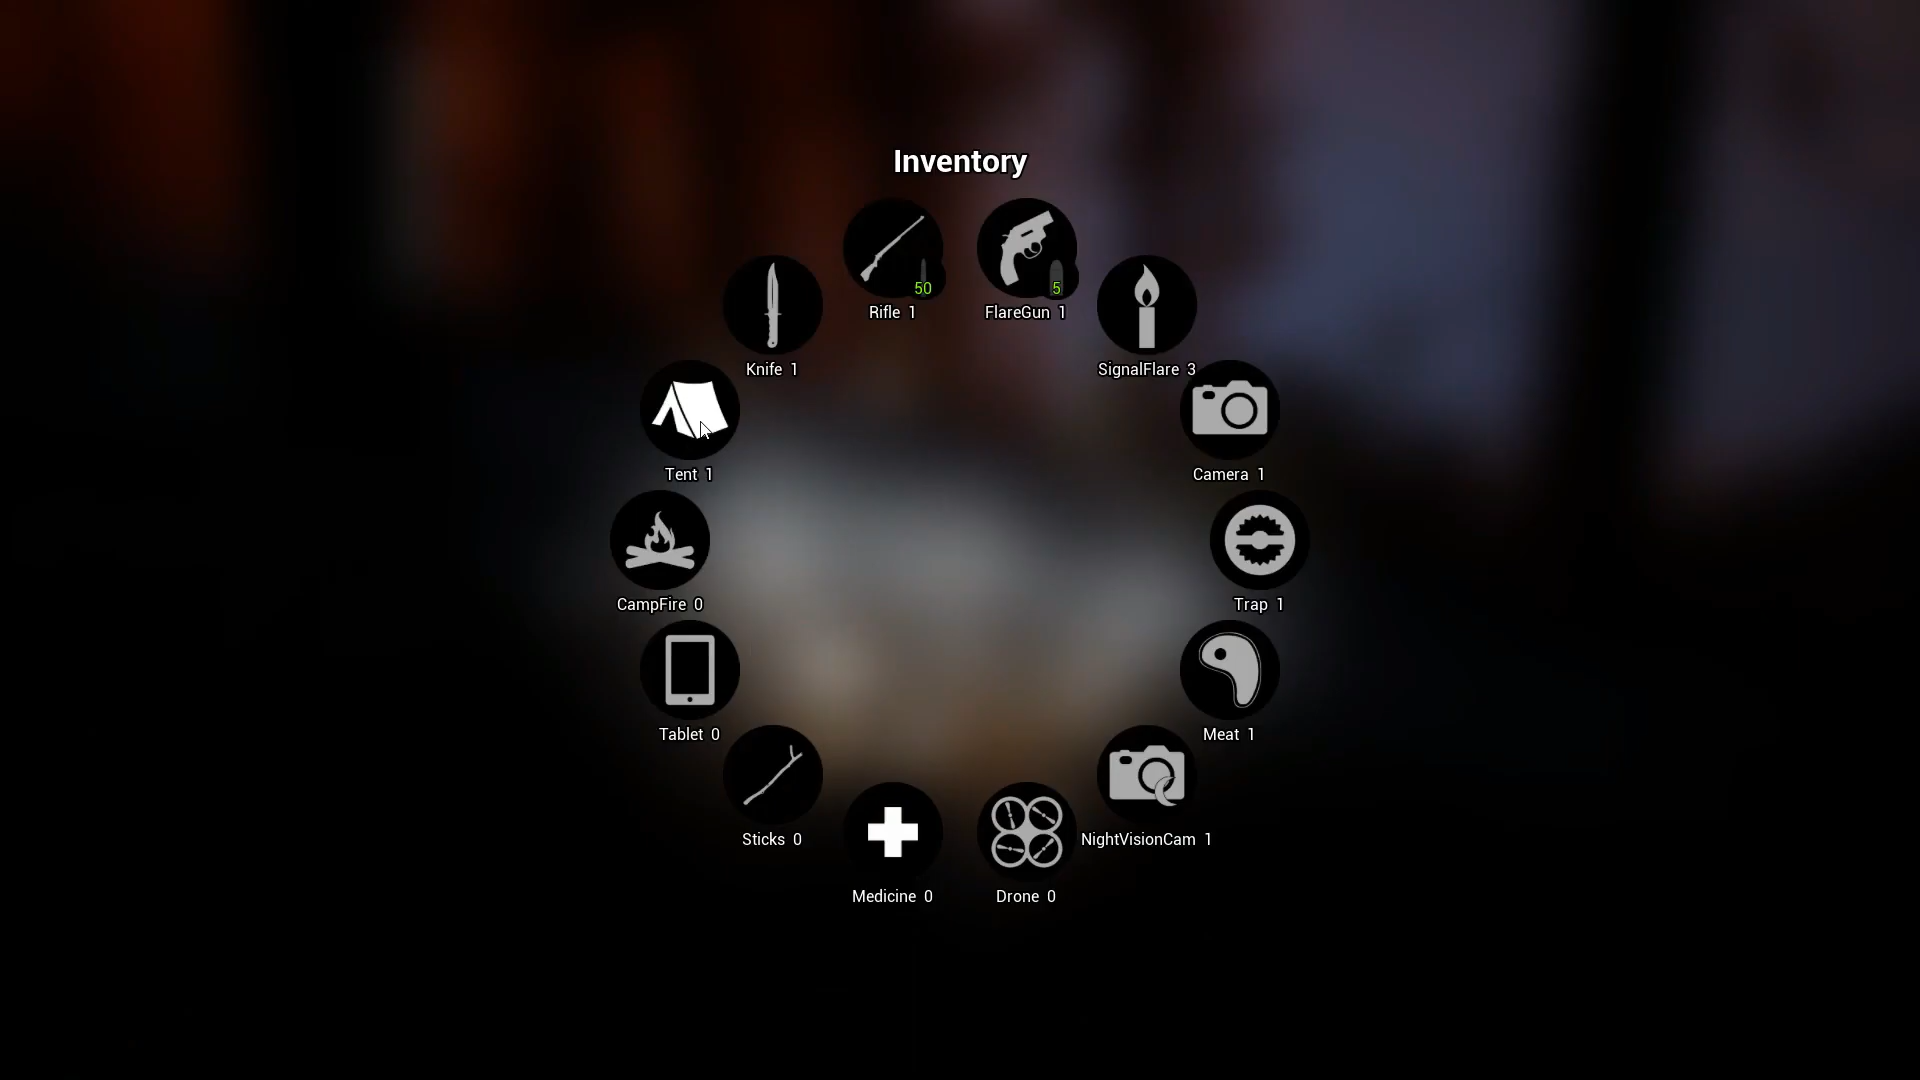 Inventory
50
Rifle 1
5
FlareGun 1
Knife 1
SignalFlare 3
Tent 1
Camera 1
CampFire 0
Trap 1
Tablet 0
Meat 1
Sticks 0
NightVisionCam 1
Medicine 0
Drone 0